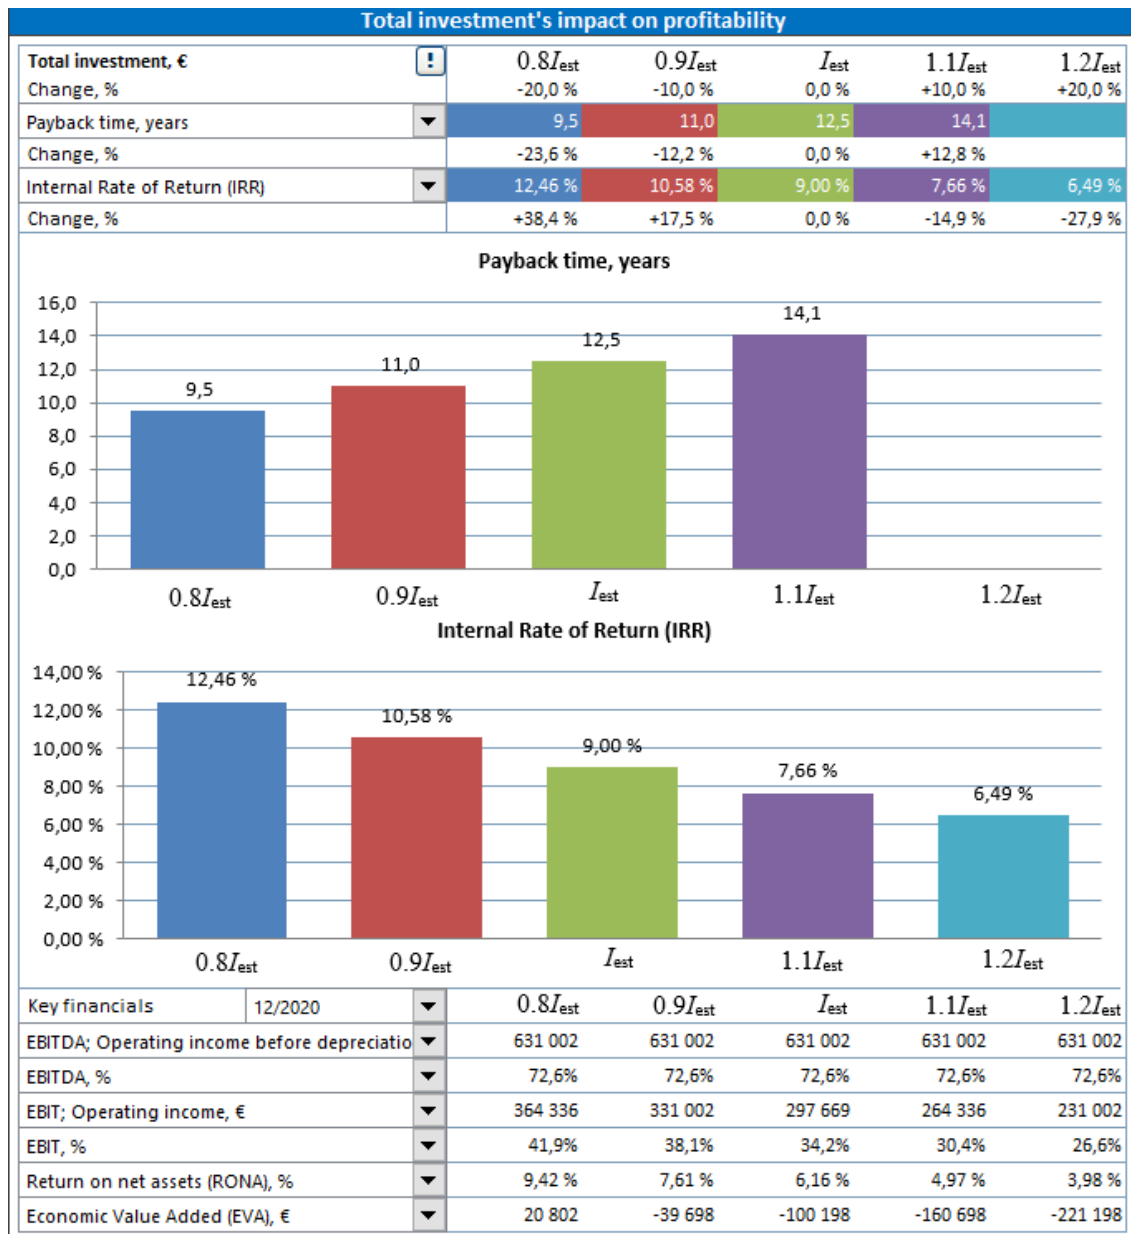 Total investment's impact on profitability
Total investment, € ! 0.8Iest 0.9Iest Iest 1.1Iest 1.2Iest
Change, % -20,0 % -10,0 % 0,0 % +10,0 % +20,0 %
Payback time, years 9,5 11,0 12,5 14,1
Change, % -23,6 % -12,2 % 0,0 % +12,8 %
Internal Rate of Return (IRR) 12,46 % 10,58 % 9,00 % 7,66 % 6,49 %
Change, % +38,4 % +17,5 % 0,0 % -14,9 % -27,9 %
Payback time, years
16,0
14,0
12,0
10,0
8,0
6,0
4,0
2,0
0,0
9,5
11,0
12,5
14,1
0.8Iest 0.9Iest Iest 1.1Iest 1.2Iest
Internal Rate of Return (IRR)
14,00 %
12,00 %
10,00 %
8,00 %
6,00 %
4,00 %
2,00 %
0,00 %
12,46 %
10,58 %
9,00 %
7,66 %
6,49 %
0.8Iest 0.9Iest Iest 1.1Iest 1.2Iest
Key financials 12/2020 0.8Iest 0.9Iest Iest 1.1Iest 1.2Iest
EBITDA; Operating income before depreciatio 631 002 631 002 631 002 631 002 631 002
EBITDA, % 72,6% 72,6% 72,6% 72,6% 72,6%
EBIT; Operating income, € 364 336 331 002 297 669 264 336 231 002
EBIT, % 41,9% 38,1% 34,2% 30,4% 26,6%
Return on net assets (RONA), % 9,42 % 7,61 % 6,16 % 4,97 % 3,98 %
Economic Value Added (EVA), € 20 802 -39 698 -100 198 -160 698 -221 198